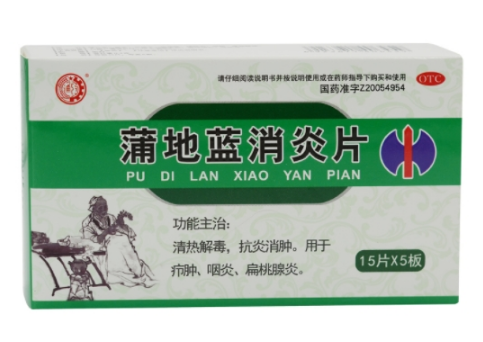 请仔细阅读说明书并按说明使用或在药师指导下购买和使用
OTC
国药准字Z20054954
蒲地蓝消炎片
PU DI LAN XIAO YAN PIAN
功能主治:
清热解毒,抗炎消肿。用于
疖肿、咽炎、扁桃腺炎。
15片X5板